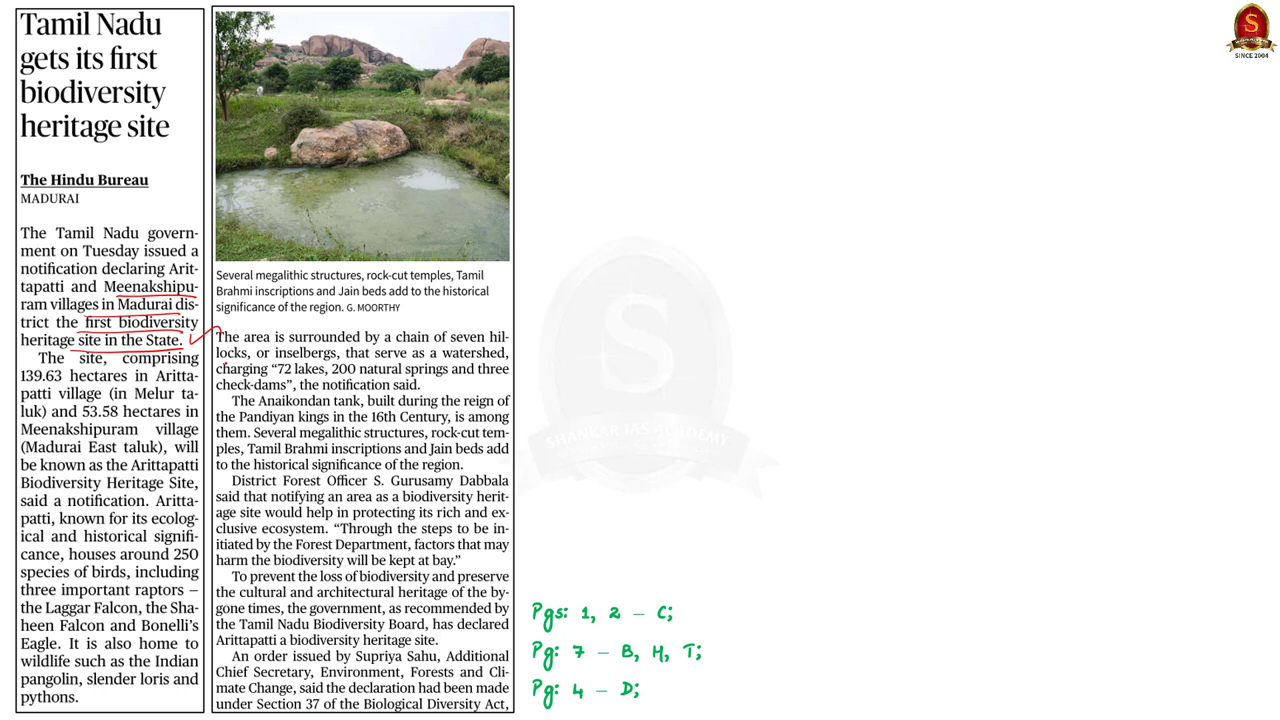 Tamil Nadu
gets its first
biodiversity
heritage site
The Hindu Bureau
MADURAI
The Tamil Nadu govern-
ment on Tuesday issued a
notification declaring Arit-
tapatti and Meenakshipu-
ram villages in Madurai dis-
trict the first biodiversity
heritage site in the State.
The site, comprising
139.63 hectares in Aritta-
patti village (in Melur ta-
luk) and 53.58 hectares in
Meenakshipuram village
(Madurai East taluk), will
be known as the Arittapatti
Biodiversity Heritage Site,
said a notification. Aritta-
patti, known for its ecolog-
ical and historical signifi-
cance, houses around 250
species of birds, including
three important raptors –
the Laggar Falcon, the Sha-
heen Falcon and Bonelli's
Eagle. It is also home to
wildlife such as the Indian
pangolin, slender loris and
pythons.
Several megalithic structures, rock-cut temples, Tamil
Brahmi inscriptions and Jain beds add to the historical
significance of the region. G. MOORTHY
The area is surrounded by a chain of seven hil-
locks, or inselbergs, that serve as a watershed,
charging “72 lakes, 200 natural springs and three
check-dams”, the notification said.
The Anaikondan tank, built during the reign of
the Pandiyan kings in the 16th Century, is among
them. Several megalithic structures, rock-cut tem-
ples, Tamil Brahmi inscriptions and Jain beds add
to the historical significance of the region.
District Forest Officer S. Gurusamy Dabbala
said that notifying an area as a biodiversity herit-
age site would help in protecting its rich and ex-
clusive ecosystem. “Through the steps to be in-
itiated by the Forest Department, factors that may
harm the biodiversity will be kept at bay.”
To prevent the loss of biodiversity and preserve
the cultural and architectural heritage of the by-
gone times, the government, as recommended by
the Tamil Nadu Biodiversity Board, has declared
Arittapatti a biodiversity heritage site.
An order issued by Supriya Sahu, Additional
Chief Secretary, Environment, Forests and Cli-
mate Change, said the declaration had been made
under Section 37 of the Biological Diversity Act,
S
SHANKAR IAS ACADEMY
Pgs: 1, 2 – C;
Pg: 7 – B, H, T;
Pg: 4 – D;
S
SINCE 2004